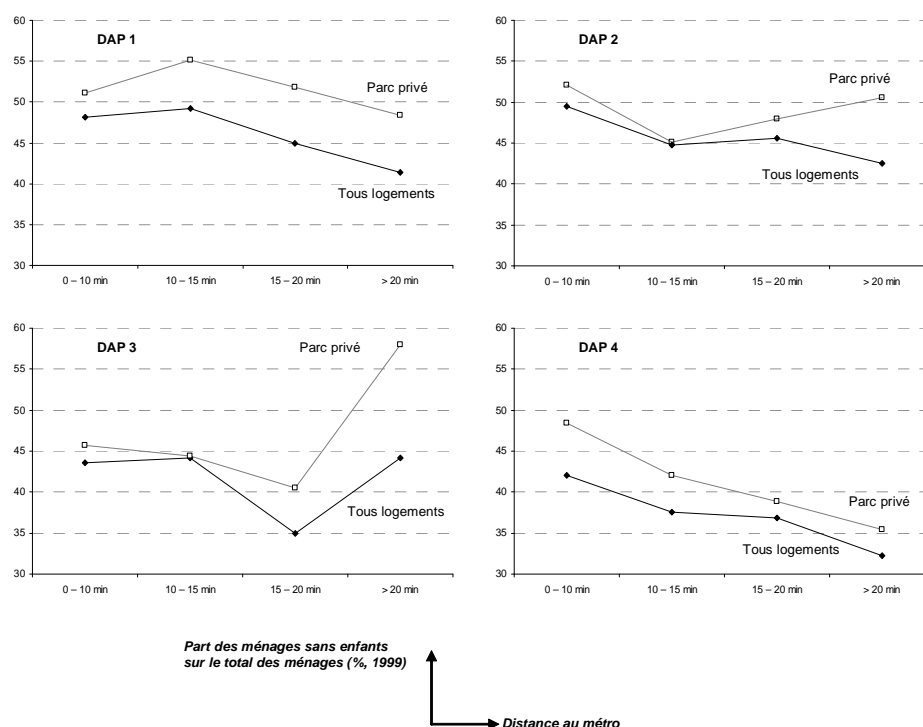 60
55
50
45
40
35
30
DAP 1
Parc privé
Tous logements
0 – 10 min
10 – 15 min
15 – 20 min
> 20 min
60
55
50
45
40
35
30
DAP 2
Parc privé
Tous logements
0 – 10 min
10 – 15 min
15 – 20 min
> 20 min
60
55
50
45
40
35
30
DAP 3
Parc privé
Tous logements
0 – 10 min
10 – 15 min
15 – 20 min
> 20 min
60
55
50
45
40
35
30
DAP 4
Parc privé
Tous logements
0 – 10 min
10 – 15 min
15 – 20 min
> 20 min
Part des ménages sans enfants
sur le total des ménages (%, 1999)
Distance au métro